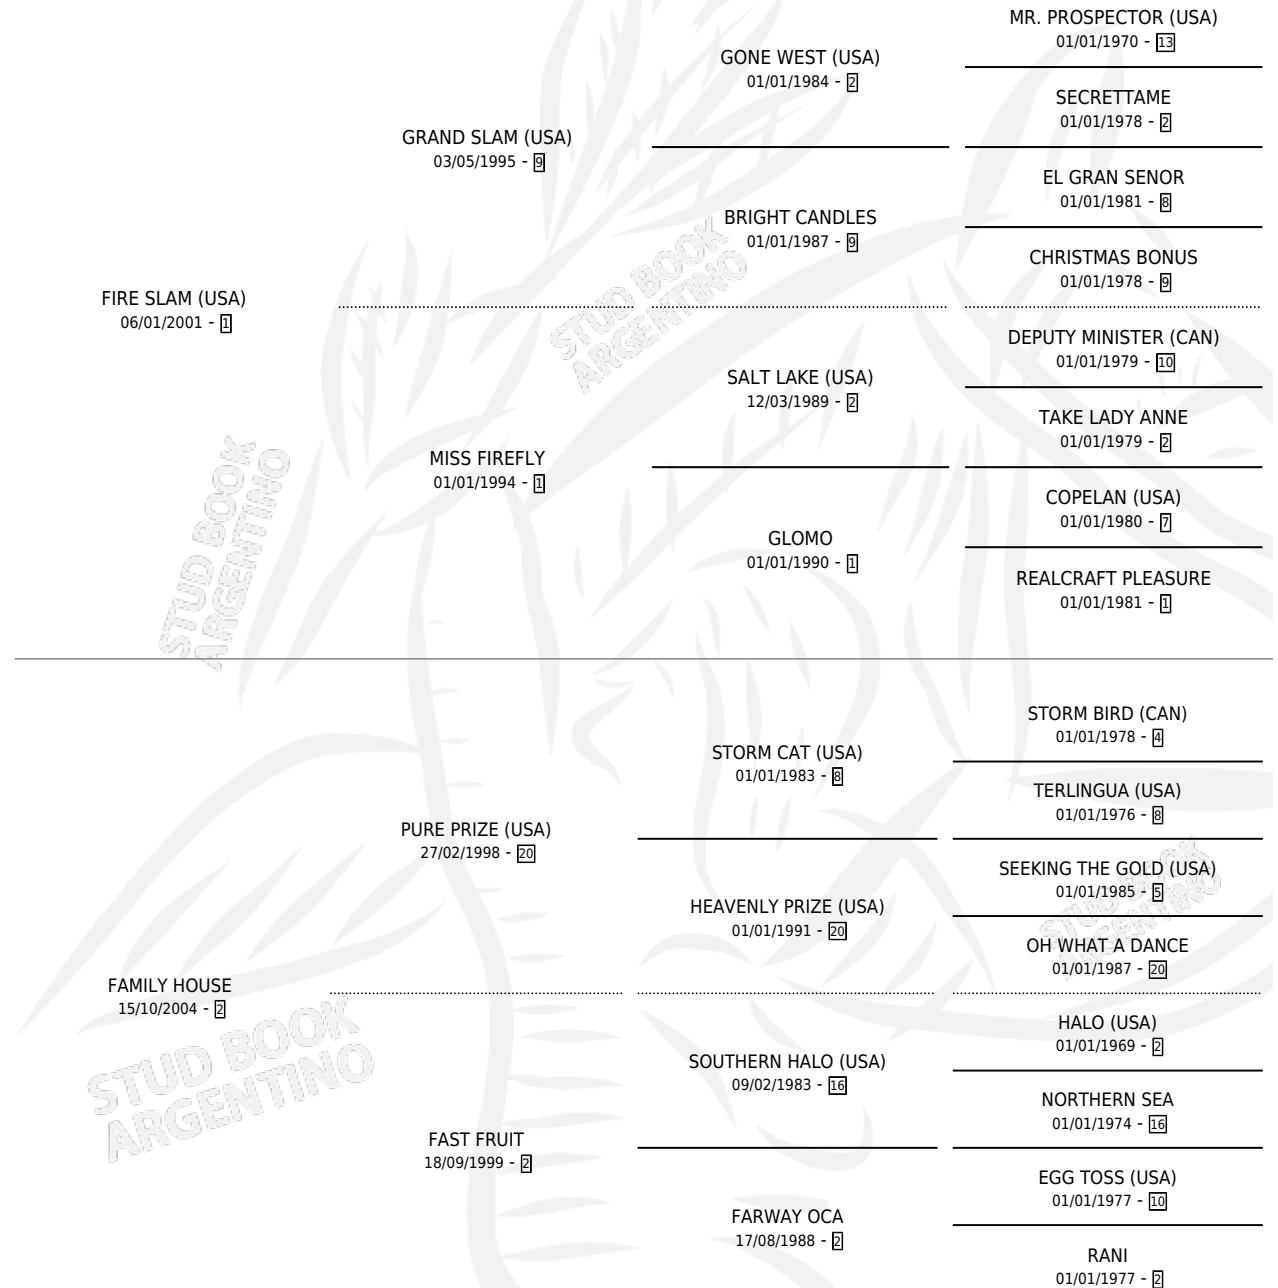 MR. PROSPECTOR (USA)
01/01/1970 - 13
GONE WEST (USA)
01/01/1984 - 2
SECRETTAME
01/01/1978 - 2
GRAND SLAM (USA)
03/05/1995 - 9
EL GRAN SENOR
01/01/1981 - 8
BRIGHT CANDLES
01/01/1987 - 9
CHRISTMAS BONUS
01/01/1978 - 9
FIRE SLAM (USA)
06/01/2001 - 1
DEPUTY MINISTER (CAN)
01/01/1979 - 10
SALT LAKE (USA)
12/03/1989 - 2
TAKE LADY ANNE
01/01/1979 - 2
MISS FIREFLY
01/01/1994 - 1
COPELAN (USA)
01/01/1980 - 7
GLOMO
01/01/1990 - 1
REALCRAFT PLEASURE
01/01/1981 - 1
STORM BIRD (CAN)
01/01/1978 - 4
STORM CAT (USA)
01/01/1983 - 8
TERLINGUA (USA)
01/01/1976 - 8
PURE PRIZE (USA)
27/02/1998 - 20
SEEKING THE GOLD (USA)
01/01/1985 - 5
HEAVENLY PRIZE (USA)
01/01/1991 - 20
OH WHAT A DANCE
01/01/1987 - 20
FAMILY HOUSE
15/10/2004 - 2
HALO (USA)
01/01/1969 - 2
SOUTHERN HALO (USA)
09/02/1983 - 16
NORTHERN SEA
01/01/1974 - 16
FAST FRUIT
18/09/1999 - 2
EGG TOSS (USA)
01/01/1977 - 10
FARWAY OCA
17/08/1988 - 2
RANI
01/01/1977 - 2
STUD BOOK
ARGENTINO
STUD BOOK
ARGENTINO
STUD BOOK
ARGENTINO
STUD BOOK
ARGENTINO